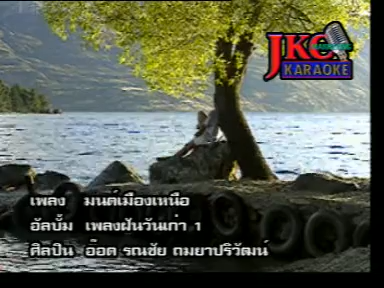 JKC
KARAOKE
เพลง มนต์เมืองเหนือ
อัลบั้ม เพลงฝันวันเก่า 1
ศิลปิน อ๊อด รณชัย ถมยาปริวัฒน์